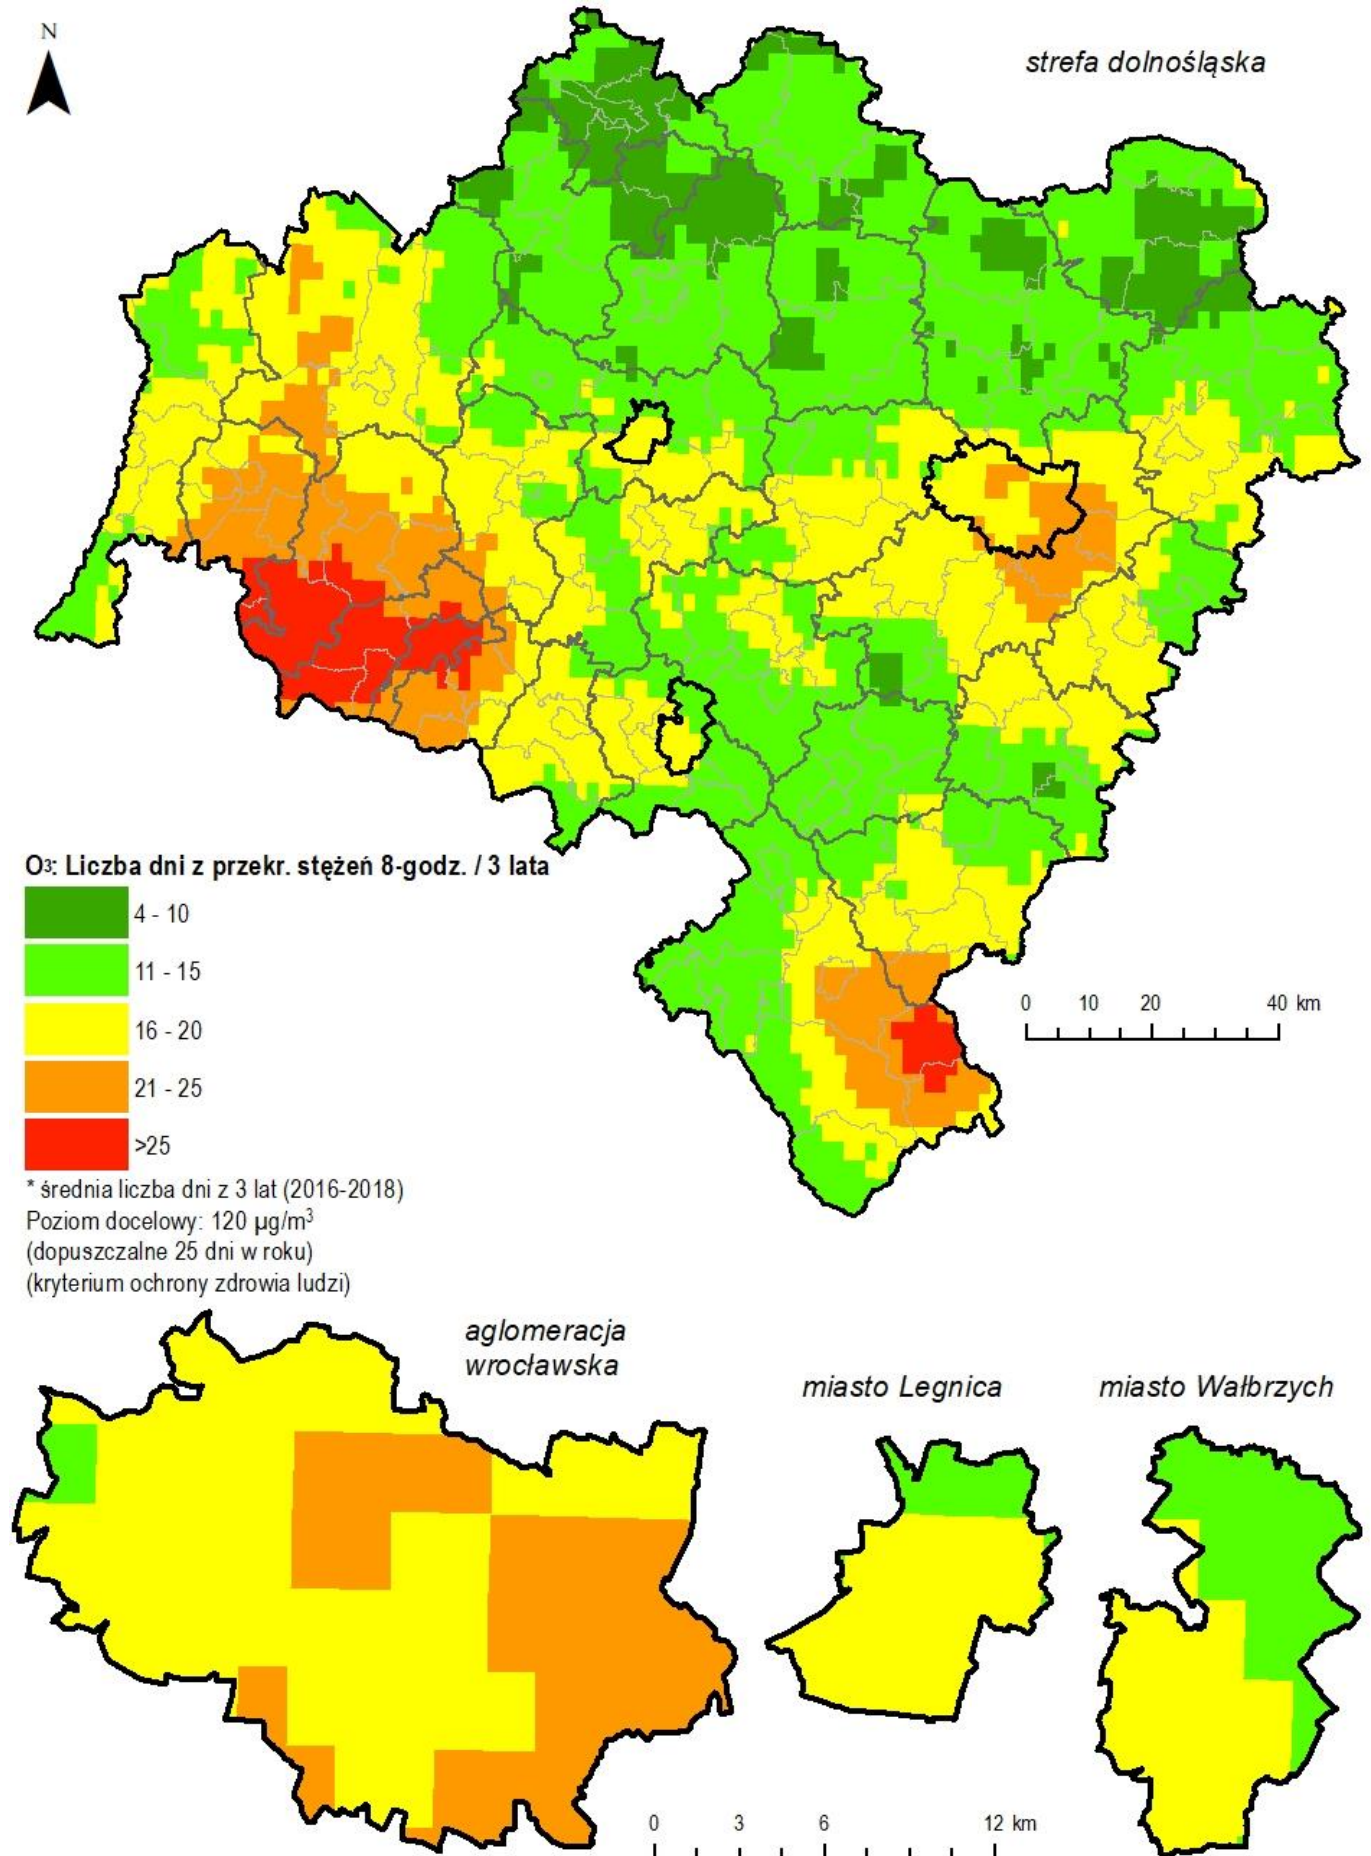 N
strefa dolnośląska
O3: Liczba dni z przekr. stężeń 8-godz. / 3 lata
4 - 10
11 - 15
16 - 20
21 - 25
>25
0 10 20 40 km
* średnia liczba dni z 3 lat (2016-2018)
Poziom docelowy: 120 µg/m³
(dopuszczalne 25 dni w roku)
(kryterium ochrony zdrowia ludzi)
aglomeracja
wrocławska
miasto Legnica
miasto Wałbrzych
0 3 6 12 km